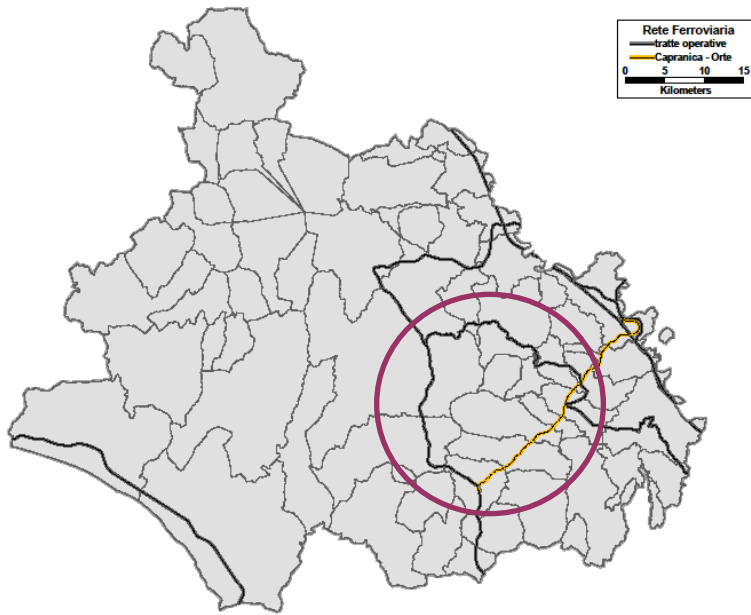 Rete Ferroviaria
tratte operative
Capranica - Orte
0 5 10 15
Kilometers